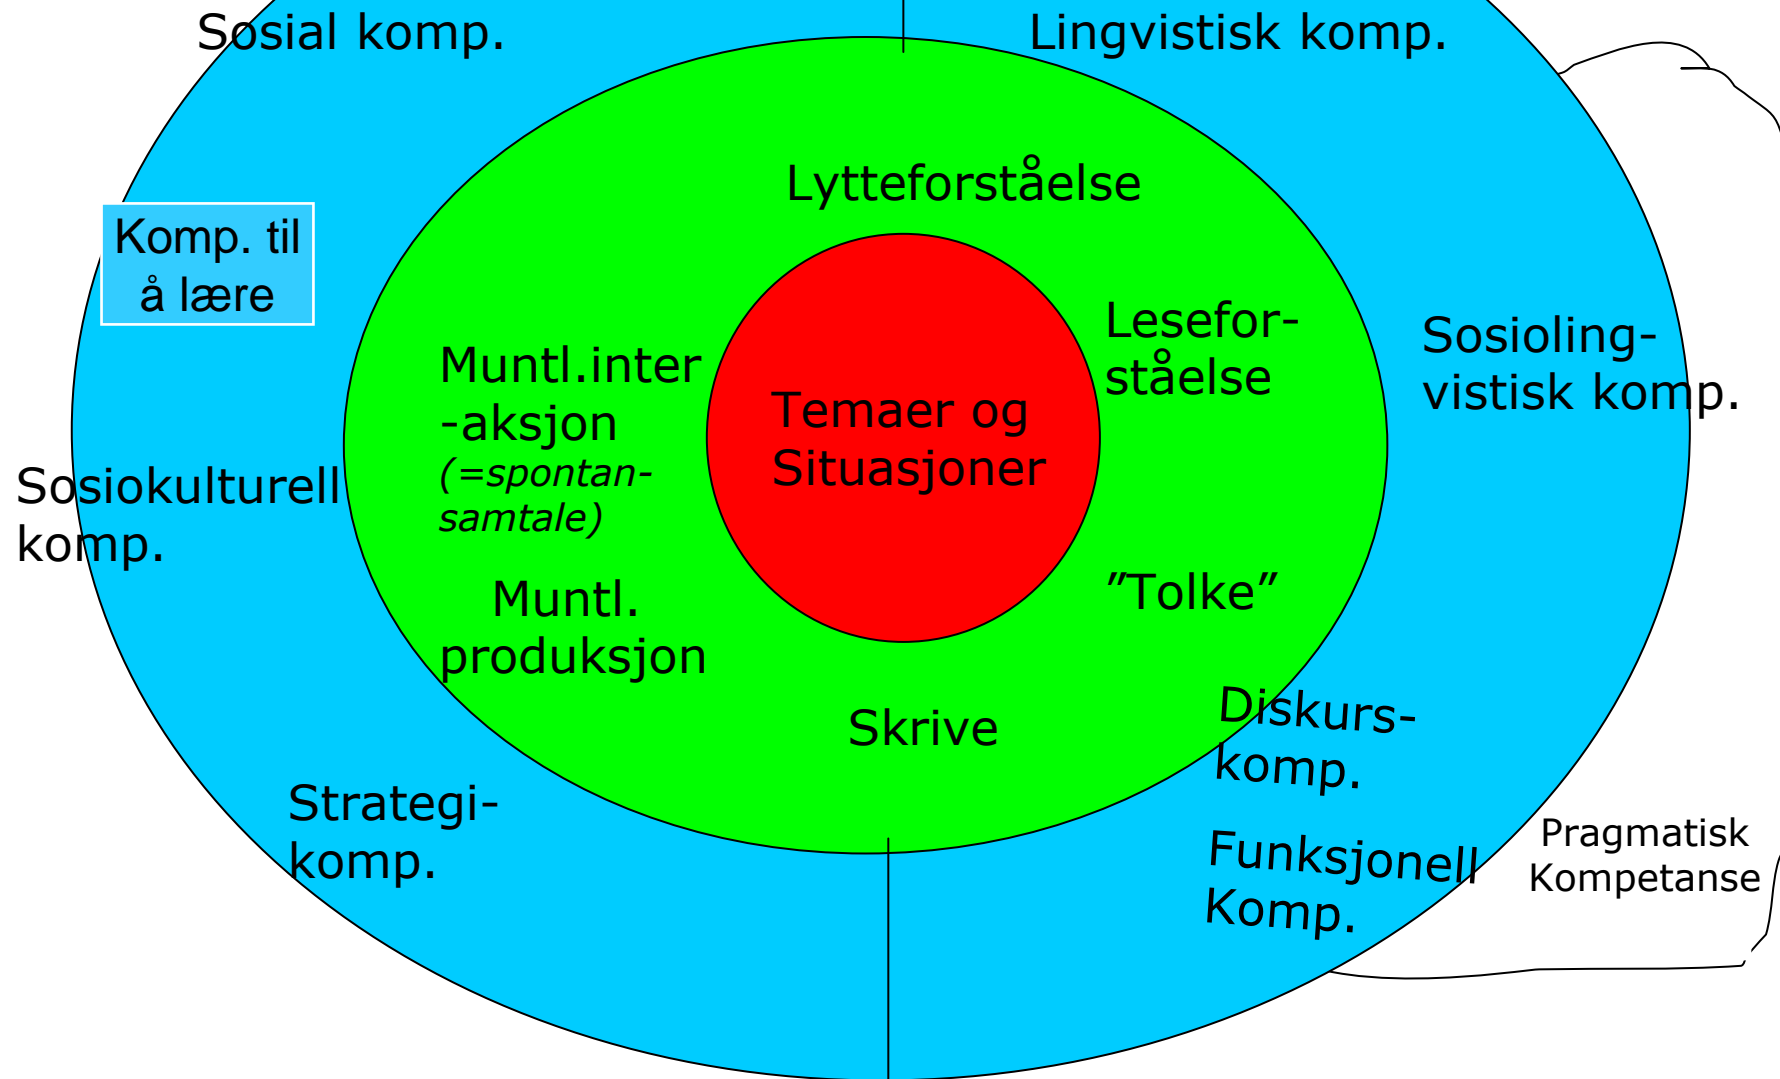 Sosial komp.
Lingvistisk komp.
Lytteforståelse
Komp. til
å lære
Lesefor-
ståelse
Sosioling-
vistisk komp.
Muntl.inter
-aksjon
(=spontan-
samtale)
Temaer og
Situasjoner
Sosiokulturell
komp.
Muntl.
produksjon
”Tolke”
Skrive
Diskurs-
komp.
Strategi-
komp.
Funksjonell
Komp.
Pragmatisk
Kompetanse